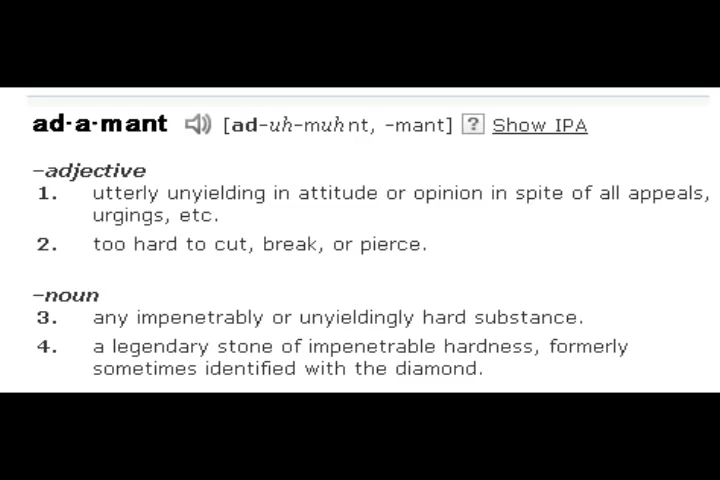 ad·a·mant [ad-uh-muhnt, -mant] ? Show IPA
–adjective
1. utterly unyielding in attitude or opinion in spite of all appeals,
urgings, etc.
2. too hard to cut, break, or pierce.
–noun
3. any impenetrably or unyieldingly hard substance.
4. a legendary stone of impenetrable hardness, formerly
sometimes identified with the diamond.